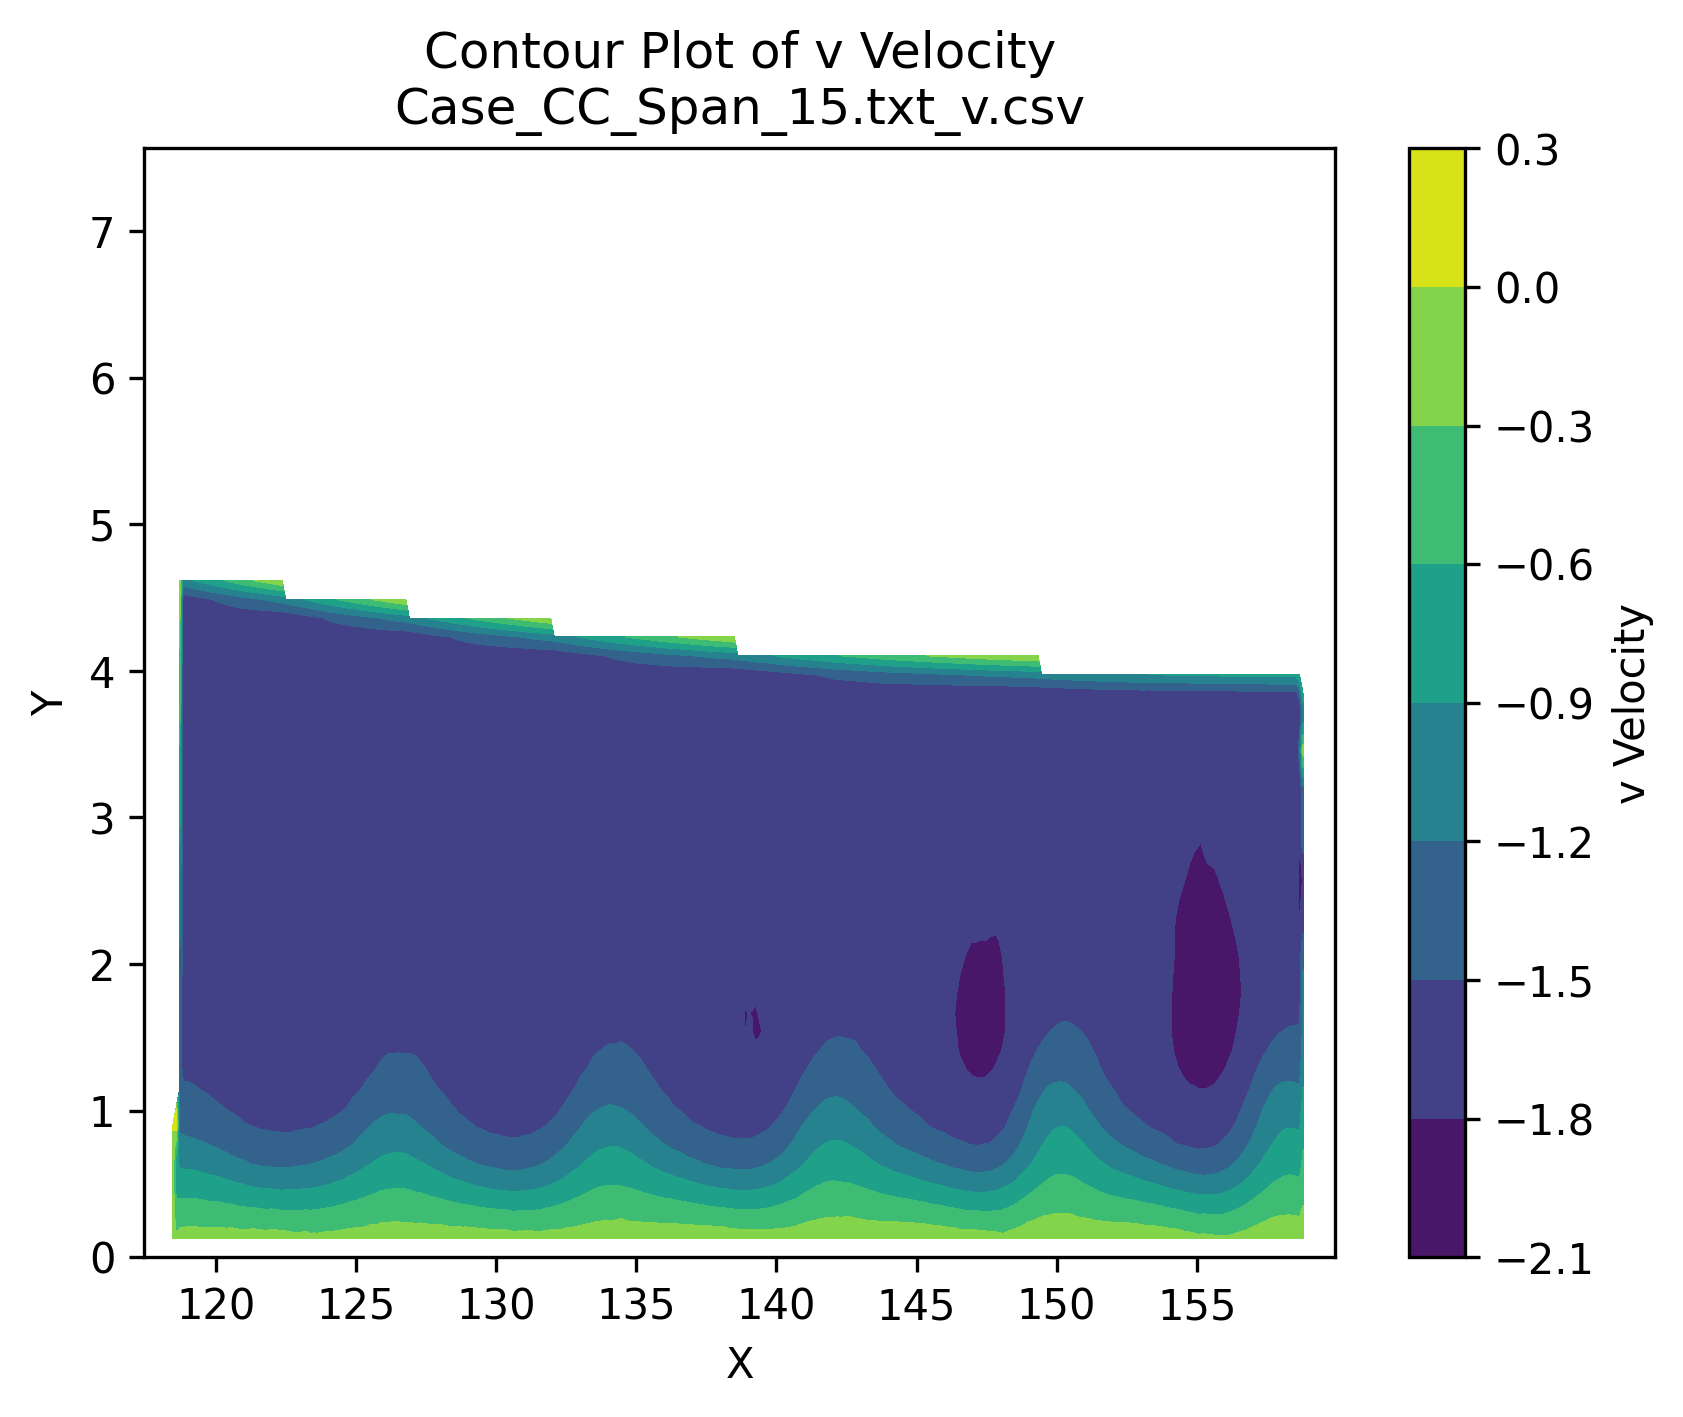 Contour Plot of v Velocity
Case_CC_Span_15.txt_v.csv
7
6
5
4
3
2
1
0
Y
120 125 130 135 140 145 150 155
X
0.3
0.0
−0.3
−0.6
−0.9
−1.2
−1.5
−1.8
−2.1
v Velocity